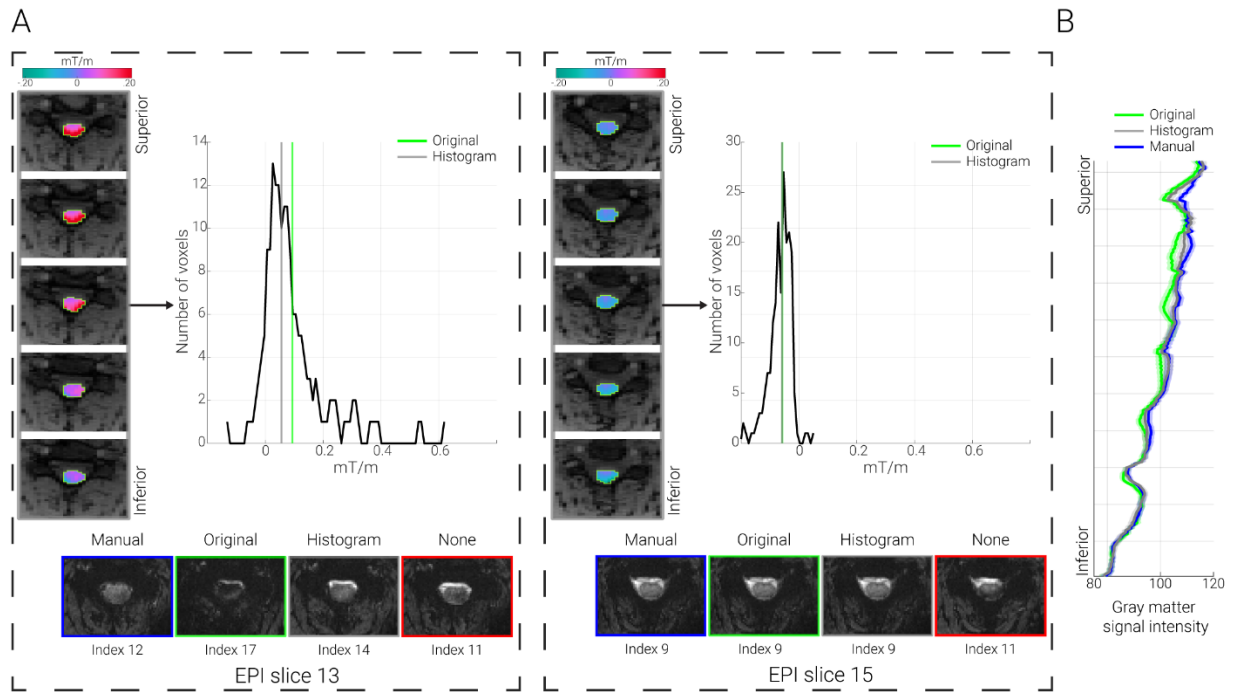 A
mT/m
-20 0 20
Superior
Inferior
Original
Histogram
Number of voxels
14
12
10
8
6
4
2
0
0 0.2 0.4 0.6
mT/m
Manual Original Histogram None
Index 12 Index 17 Index 14 Index 11
EPI slice 13
mT/m
-20 0 20
Superior
Inferior
Original
Histogram
Number of voxels
30
25
20
15
10
5
0
0 0.2 0.4 0.6
mT/m
Manual Original Histogram None
Index 9 Index 9 Index 9 Index 11
EPI slice 15
B
Original
Histogram
Manual
Superior
Inferior
80 100 120
Gray matter
signal intensity